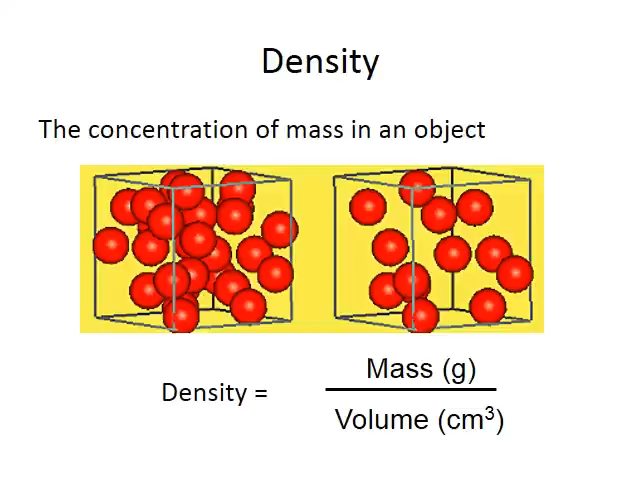 Density
The concentration of mass in an object
Density =
Mass (g)
Volume (cm³)